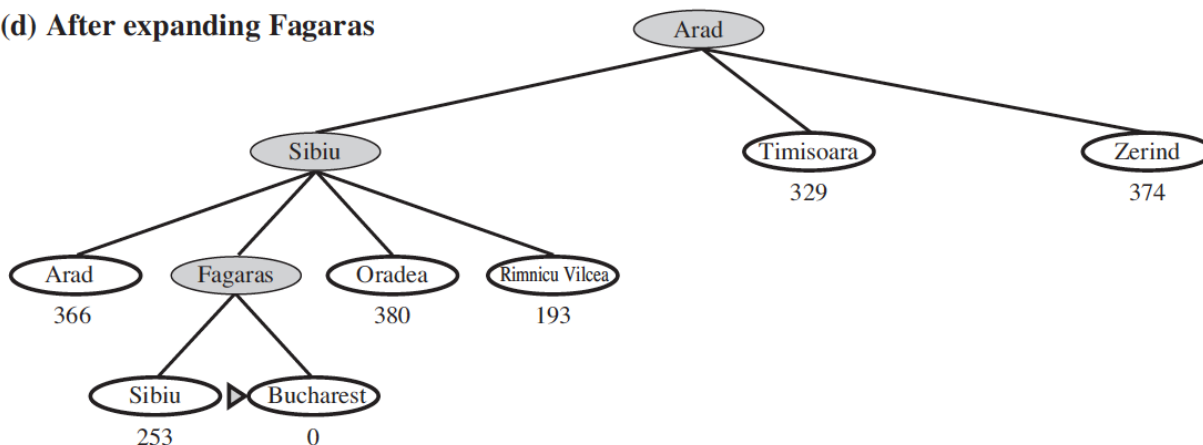 (d) After expanding Fagaras
Arad
Sibiu
Timisoara
Zerind
329
374
Arad
Fagaras
Oradea
Rimnicu Vilcea
366
380
193
Sibiu
Bucharest
253
0